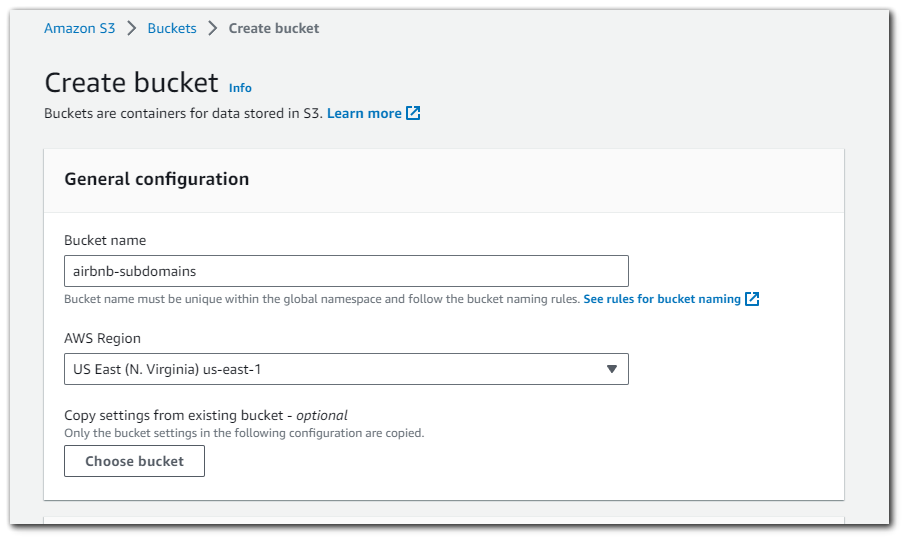 Amazon S3 > Buckets > Create bucket
Create bucket Info
Buckets are containers for data stored in S3. Learn more
General configuration
Bucket name
airbnb-subdomains
Bucket name must be unique within the global namespace and follow the bucket naming rules. See rules for bucket naming
AWS Region
US East (N. Virginia) us-east-1
Copy settings from existing bucket - optional
Only the bucket settings in the following configuration are copied.
Choose bucket